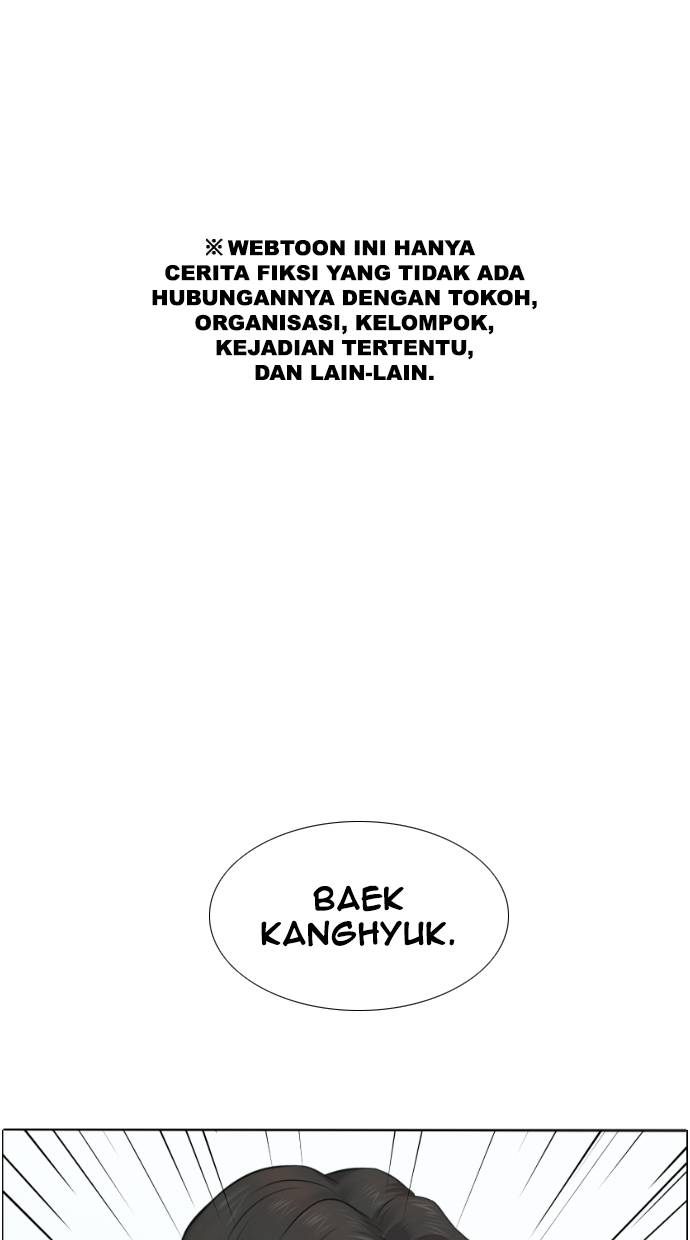 ※WEBTOON INI HANYA
CERITA FIKSI YANG TIDAK ADA
HUBUNGANNYA DENGAN TOKOH,
ORGANISASI, KELOMPOK,
KEJADIAN TERTENTU,
DAN LAIN-LAIN.
BAEK
KANGHYUK.